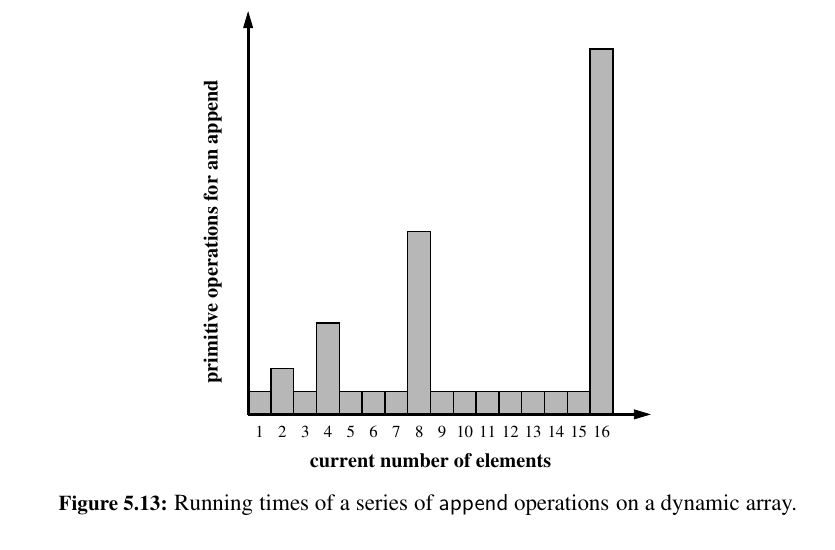 primitive operations for an append
1 2 3 4 5 6 7 8 9 10 11 12 13 14 15 16
current number of elements
Figure 5.13: Running times of a series of append operations on a dynamic array.